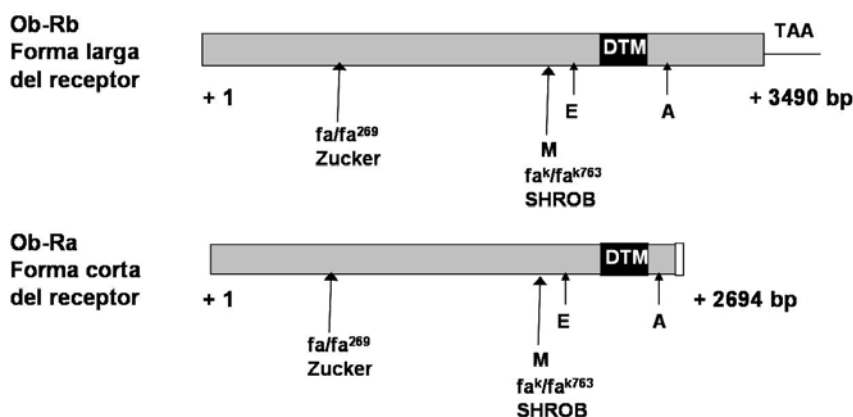 Ob-Rb
Forma larga
del receptor
DTM
TAA
+ 1
+ 3490 bp
fa/fa²⁶⁹
Zucker
E
A
M
faᵏ/faᵏ⁷⁶³
SHROB
Ob-Ra
Forma corta
del receptor
DTM
+ 1
+ 2694 bp
fa/fa²⁶⁹
Zucker
E
A
M
faᵏ/faᵏ⁷⁶³
SHROB